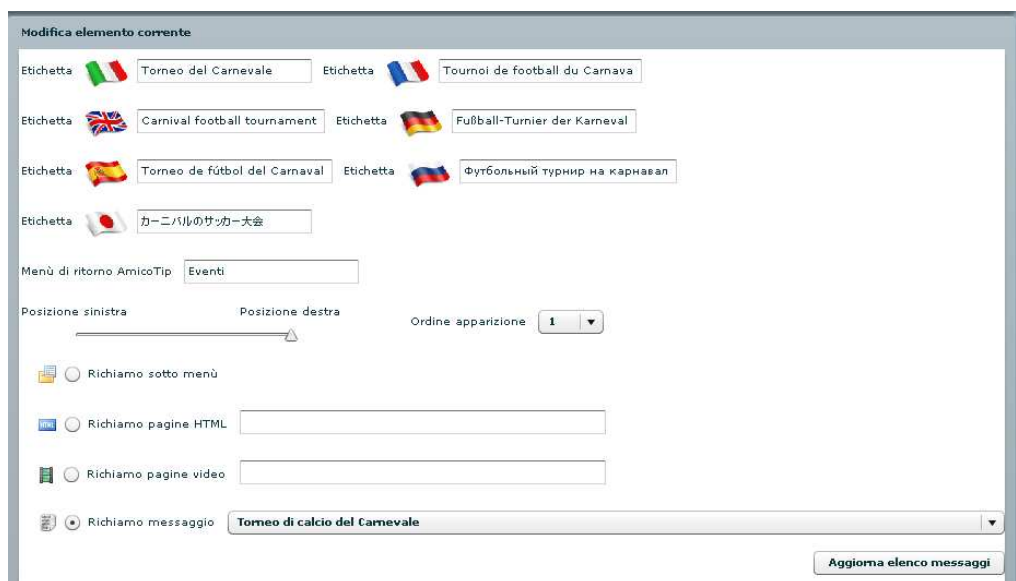 Modifica elemento corrente
Etichetta Torneo del Carnevale Etichetta Tournoi de football du Carnava
Etichetta Carnival football tournament Etichetta Fußball-Turnier der Karneval
Etichetta Torneo de fútbol del Carnaval Etichetta Футбольный турнир на карнавал
Etichetta カーニバルのサッカー大会
Menù di ritorno AmicoTip Eventi
Posizione sinistra Posizione destra
Ordine apparizione 1
Richiamo sotto menù
HTML Richiamo pagine HTML
Richiamo pagine video
Richiamo messaggio Torneo di calcio del Carnevale
Aggiorna elenco messaggi